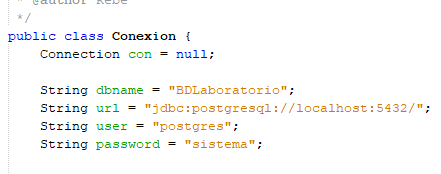 * @author Rebe
*/
public class Conexion {
Connection con = null;
String dbname = "BDLaboratorio";
String url = "jdbc:postgresql://localhost:5432/";
String user = "postgres";
String password = "sistema";